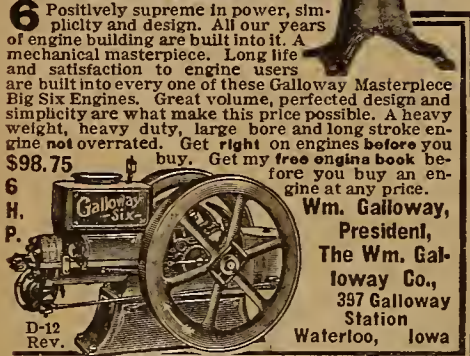 6 Positively supreme in power, sim-
plicity and design. All our years
of engine building are built into it. A
mechanical masterpiece. Long life
and satisfaction to engine users
are built into every one of these Galloway Masterpiece
Big Six Engines. Great volume, perfected design and
simplicity are what make this price possible. A heavy
weight, heavy duty, large bore and long stroke en-
gine not overrated. Get right on engines before you
$98.75 buy. Get my free engine book be-
fore you buy an en-
gine at any price.
6
H.
P.
Galloway
-Six-
D-12
Rev.
Wm. Galloway,
President,
The Wm. Gal-
loway Co.,
397 Galloway
Station
Waterloo, Iowa